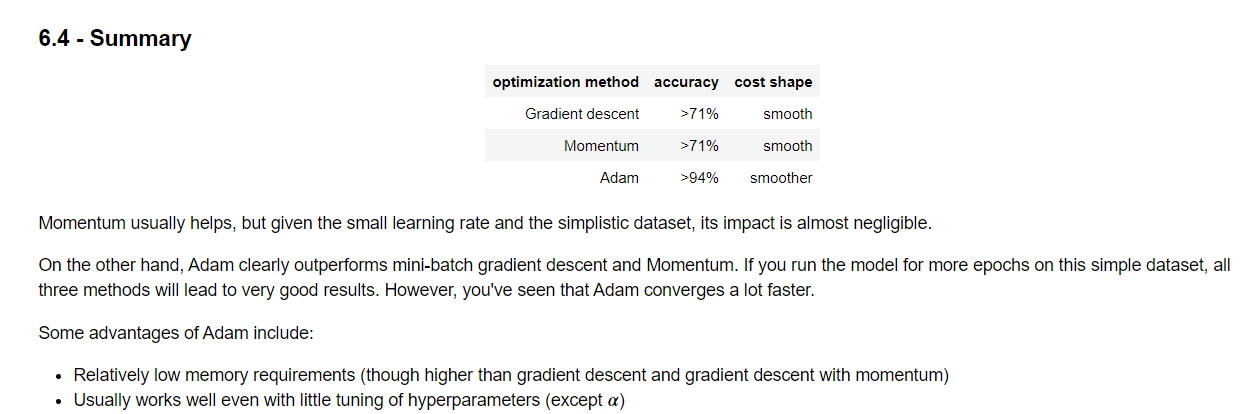 6.4 - Summary
optimization method accuracy cost shape
Gradient descent >71% smooth
Momentum >71% smooth
Adam >94% smoother
Momentum usually helps, but given the small learning rate and the simplistic dataset, its impact is almost negligible.
On the other hand, Adam clearly outperforms mini-batch gradient descent and Momentum. If you run the model for more epochs on this simple dataset, all
three methods will lead to very good results. However, you've seen that Adam converges a lot faster.
Some advantages of Adam include:
• Relatively low memory requirements (though higher than gradient descent and gradient descent with momentum)
• Usually works well even with little tuning of hyperparameters (except α)